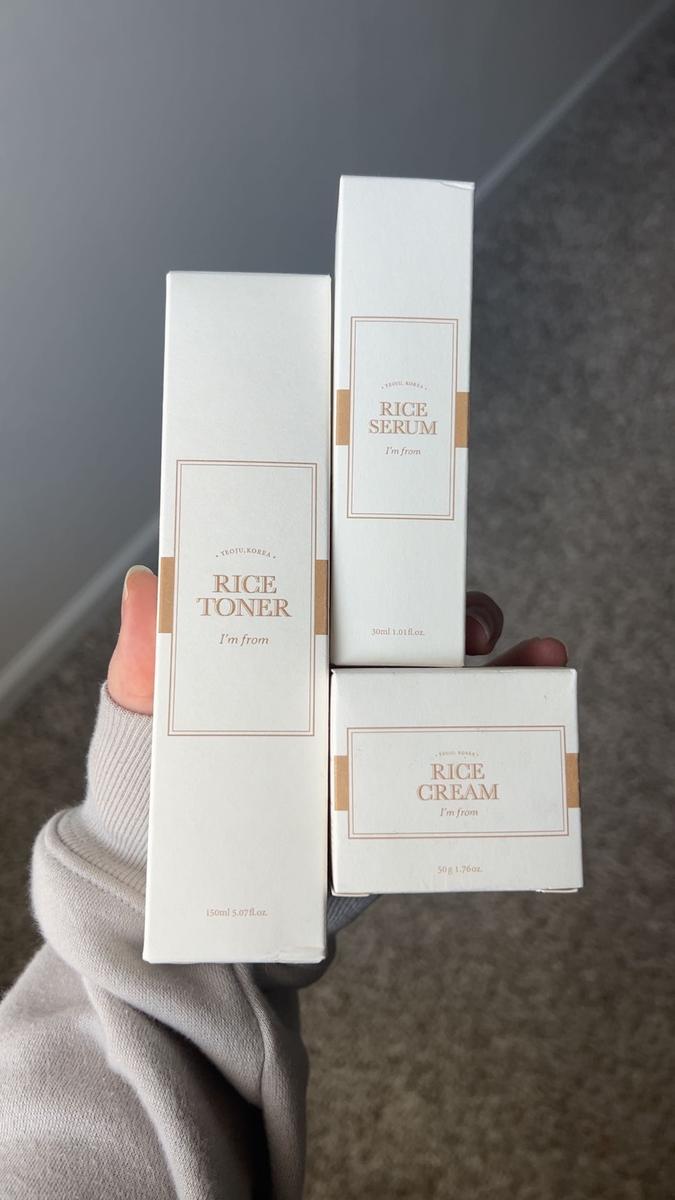 • YEOJU, KOREA •
RICE
TONER
I'm from
150ml 5.07fl.oz.
• YEOJU, KOREA •
RICE
SERUM
I'm from
30ml 1.01fl.oz.
• YEOJU, KOREA •
RICE
CREAM
I'm from
50g 1.76oz.